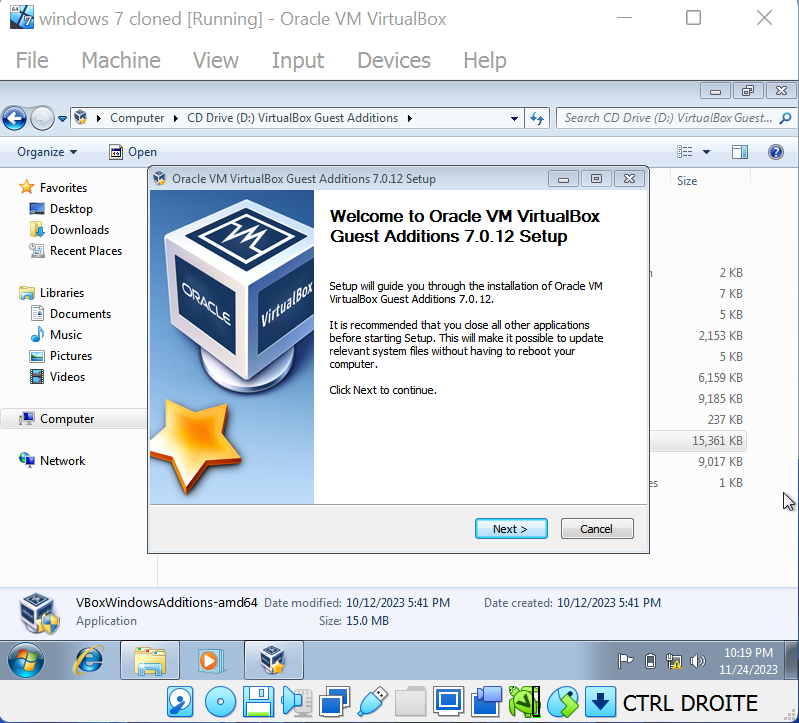 windows 7 cloned [Running] - Oracle VM VirtualBox
File Machine View Input Devices Help
Computer CD Drive (D:) VirtualBox Guest Additions
Search CD Drive (D:) VirtualBox Guest...
Organize Open
Favorites
Desktop
Downloads
Recent Places
Libraries
Documents
Music
Pictures
Videos
Computer
Network
Oracle VM VirtualBox Guest Additions 7.0.12 Setup
ORACLE
VirtualBox
Welcome to Oracle VM VirtualBox
Guest Additions 7.0.12 Setup
Setup will guide you through the installation of Oracle VM
VirtualBox Guest Additions 7.0.12.
It is recommended that you close all other applications
before starting Setup. This will make it possible to update
relevant system files without having to reboot your
computer.
Click Next to continue.
Next >
Cancel
Size
2 KB
7 KB
5 KB
2,153 KB
5 KB
6,159 KB
9,185 KB
237 KB
15,361 KB
9,017 KB
1 KB
VBoxWindowsAdditions-amd64 Date modified: 10/12/2023 5:41 PM Date created: 10/12/2023 5:41 PM
Application Size: 15.0 MB
10:19 PM
11/24/2023
CTRL DROITE